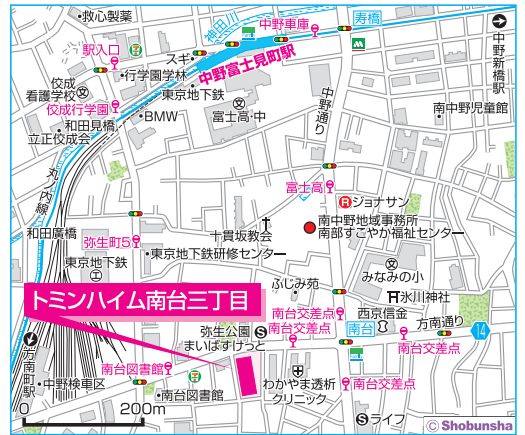 救心製薬
神田川
中野車庫
寿橋
駅入口
スギ
中野富士見町駅
中野新橋駅
行学園学林
佼成
看護学校
東京地下鉄
佼成行学園
BMW
富士高・中
中野通り
南中野児童館
和田見橋
立正佼成会
丸ノ内線
富士高
R
ジョナサン
南中野地域事務所
南部すこやか福祉センター
和田廣橋
弥生町5
十貫坂教会
東京地下鉄
東京地下鉄研修センター
みなみの小
ふじみ苑
氷川神社
トミンハイム南台三丁目
南台交差点
西京信金
弥生公園
まいばすけっと
S
南台交差点
南台
方南通り
14
南台交差点
方南町駅
南台図書館
中野検車区
南台図書館
わかやま透析
クリニック
南台交差点
0
200m
S
ライフ
© Shobunsha